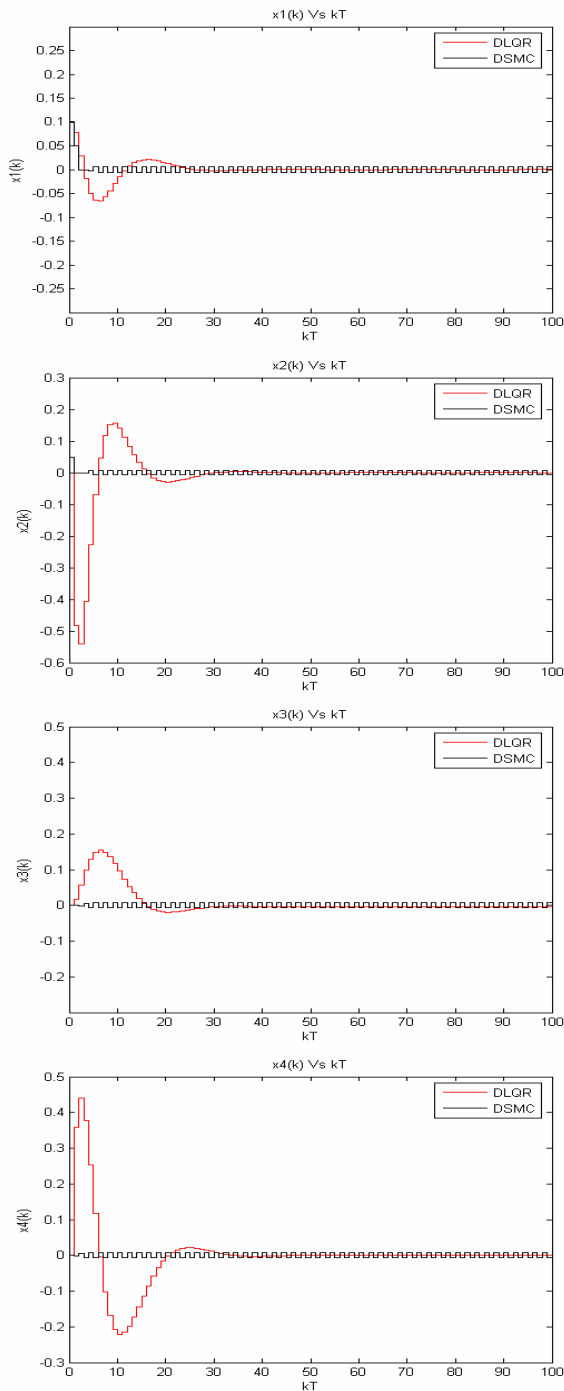 x1(k) Vs kT
DLQR
DSMC
0.25
0.2
0.15
0.1
0.05
0
-0.05
-0.1
-0.15
-0.2
-0.25
x1(k)
0 10 20 30 40 50 60 70 80 90 100
kT
x2(k) Vs kT
DLQR
DSMC
0.3
0.2
0.1
0
-0.1
-0.2
-0.3
-0.4
-0.5
-0.6
x2(k)
0 10 20 30 40 50 60 70 80 90 100
kT
x3(k) Vs kT
DLQR
DSMC
0.5
0.4
0.3
0.2
0.1
0
-0.1
-0.2
x3(k)
0 10 20 30 40 50 60 70 80 90 100
kT
x4(k) Vs kT
DLQR
DSMC
0.5
0.4
0.3
0.2
0.1
0
-0.1
-0.2
-0.3
x4(k)
0 10 20 30 40 50 60 70 80 90 100
kT